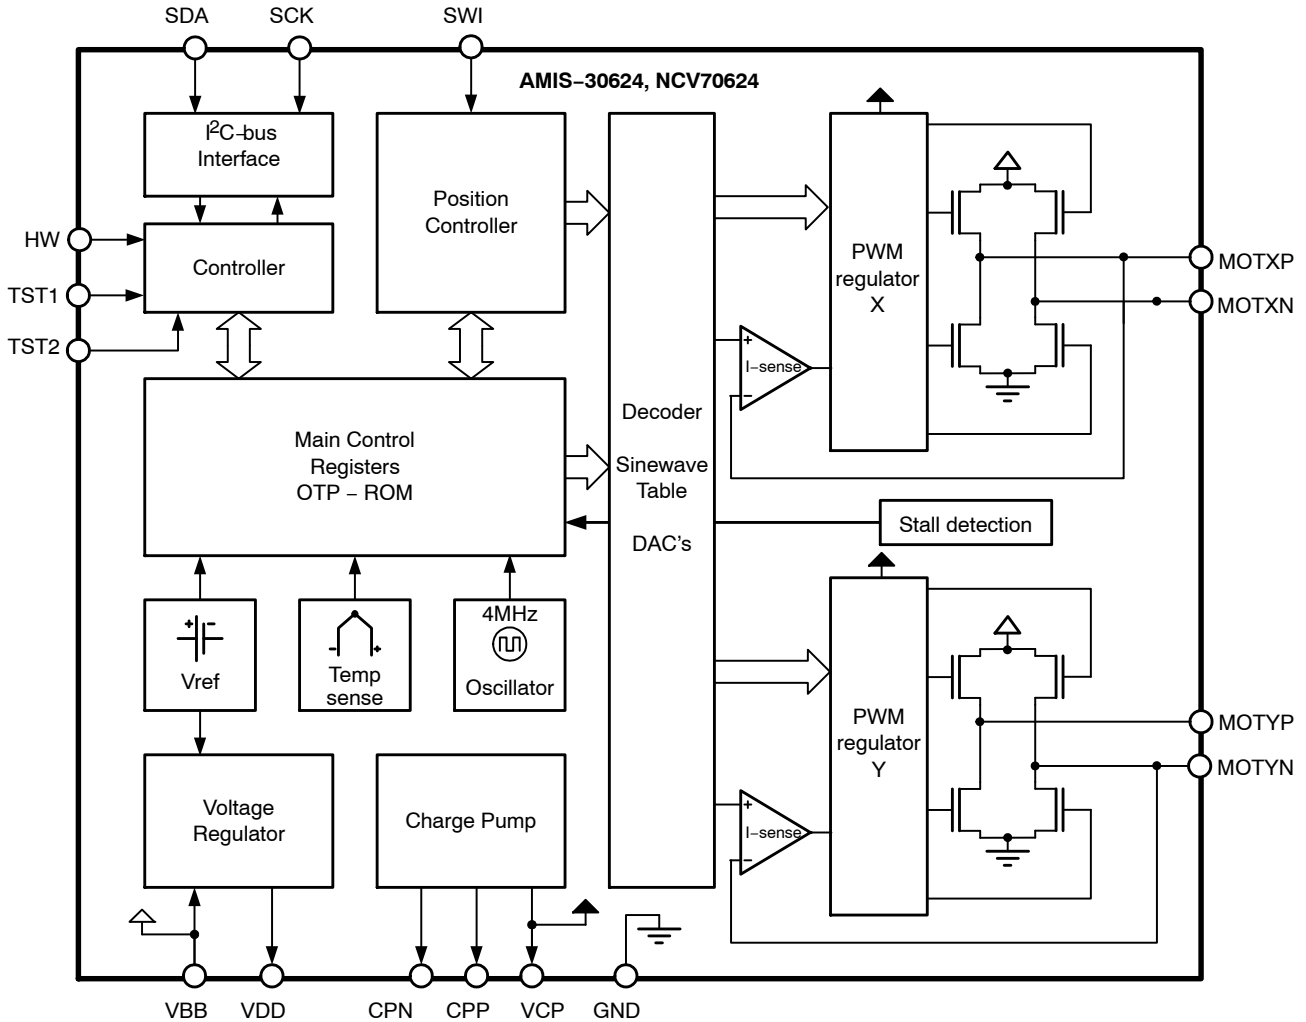 SDA
SCK
SWI
AMIS−30624, NCV70624
I²C−bus
Interface
Position
Controller
HW
Controller
TST1
TST2
PWM
regulator
X
MOTXP
MOTXN
+
I−sense
−
Decoder
Sinewave
Table
DAC's
Main Control
Registers
OTP − ROM
Stall detection
+ −
Vref
− +
Temp
sense
4MHz
Oscillator
PWM
regulator
Y
MOTYP
MOTYN
+
I−sense
−
Voltage
Regulator
Charge Pump
VBB
VDD
CPN
CPP
VCP
GND